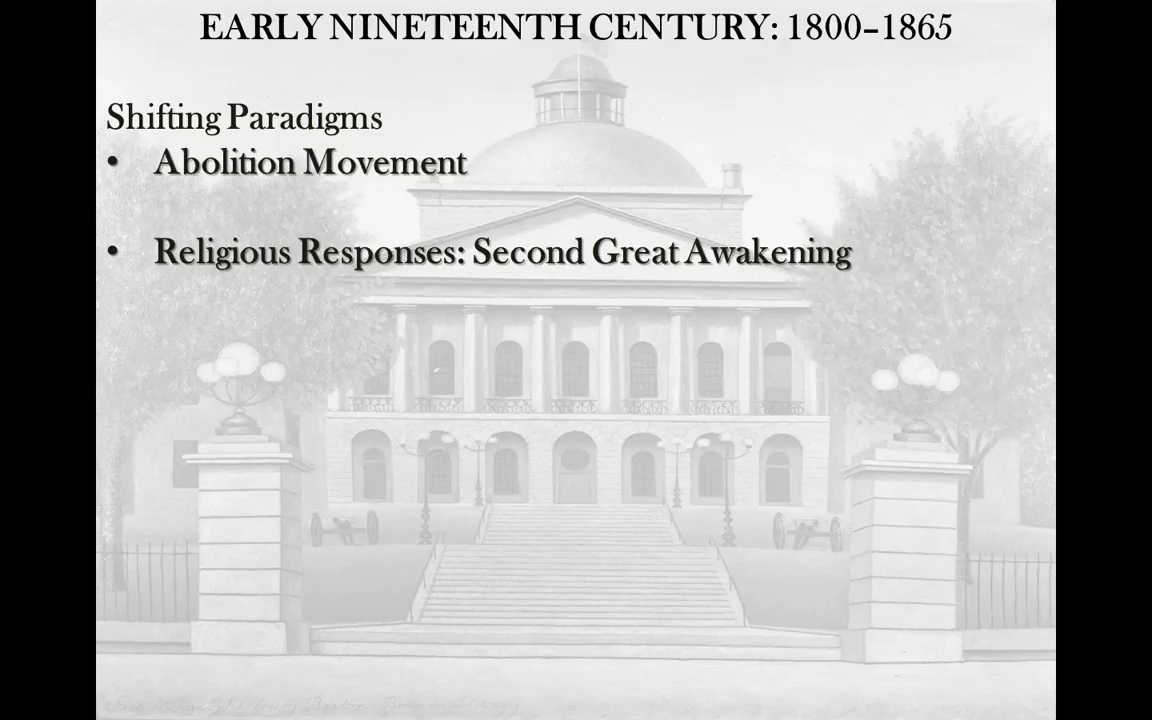 EARLY NINETEENTH CENTURY: 1800–1865
Shifting Paradigms
• Abolition Movement
• Religious Responses: Second Great Awakening